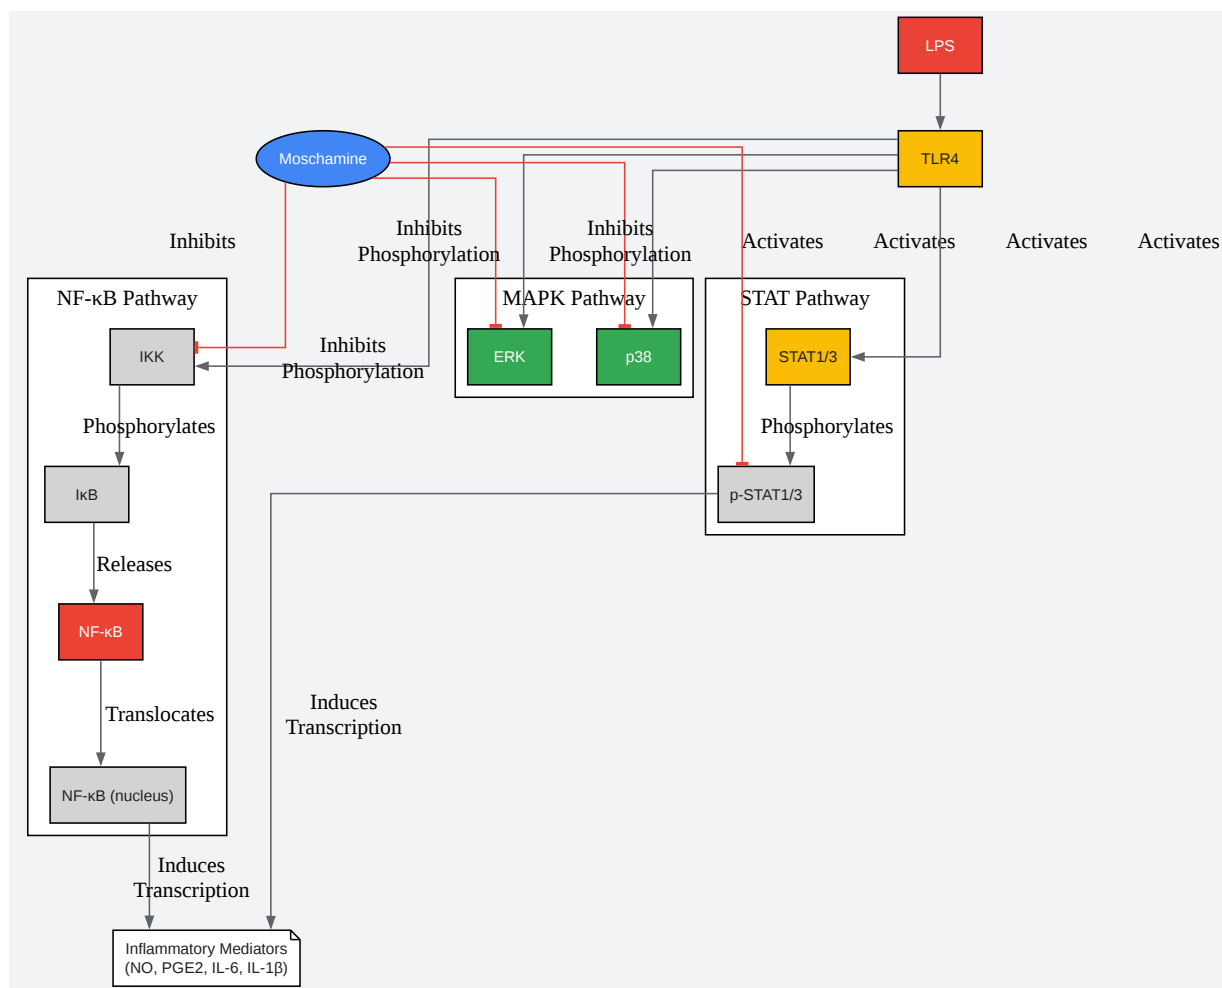 LPS
Moschamine
TLR4
Inhibits
Inhibits
Phosphorylation
Inhibits
Phosphorylation
Activates
Activates
Activates
Activates
NF-κB Pathway
MAPK Pathway
STAT Pathway
IKK
Inhibits
Phosphorylation
ERK
p38
STAT1/3
Phosphorylates
Phosphorylates
IκB
p-STAT1/3
Releases
NF-κB
Induces
Transcription
Translocates
NF-κB (nucleus)
Induces
Transcription
Inflammatory Mediators
(NO, PGE2, IL-6, IL-1β)